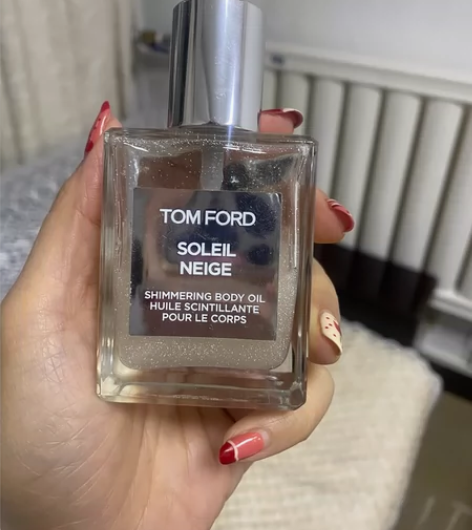 TOM FORD
SOLEIL
NEIGE
SHIMMERING BODY OIL
HUILE SCINTILLANTE
POUR LE CORPS